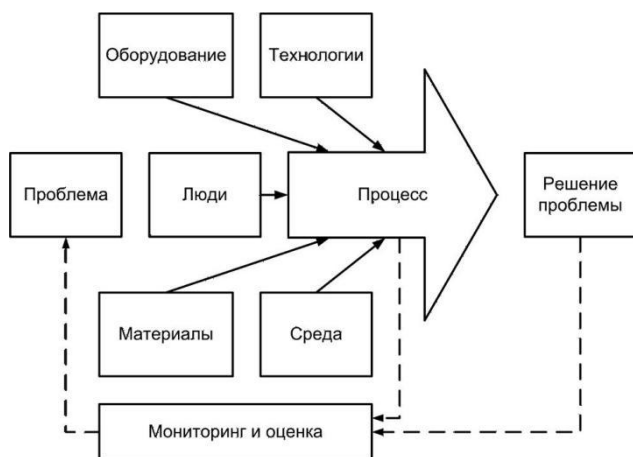 Оборудование
Технологии
Проблема
Люди
Процесс
Решение
проблемы
Материалы
Среда
Мониторинг и оценка